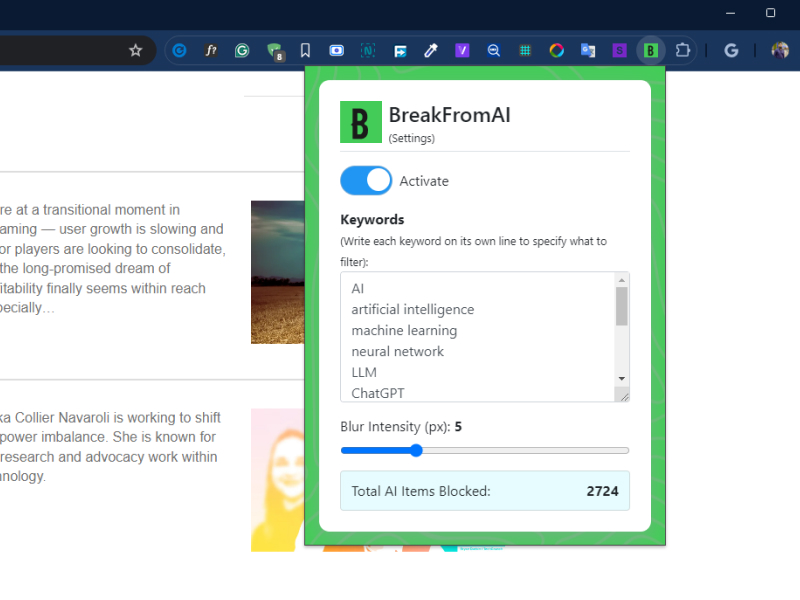 f?
G
8
N
V
S
B
G
B
BreakFromAI
(Settings)
Activate
Keywords
(Write each keyword on its own line to specify what to
filter):
AI
artificial intelligence
machine learning
neural network
LLM
ChatGPT
Blur Intensity (px): 5
Total AI Items Blocked: 2724
re at a transitional moment in
aming — user growth is slowing and
or players are looking to consolidate,
the long-promised dream of
itability finally seems within reach
pecially…
ka Collier Navaroli is working to shift
power imbalance. She is known for
research and advocacy work within
hnology.